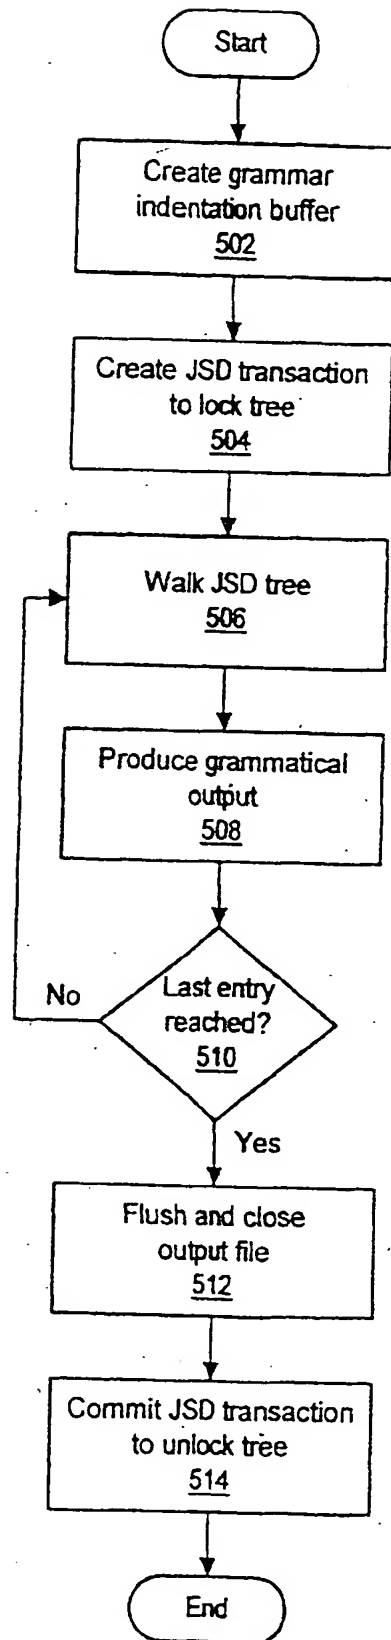 Start
Create grammar
indentation buffer
502
Create JSD transaction
to lock tree
504
Walk JSD tree
506
Produce grammatical
output
508
Last entry
reached?
510
No
Yes
Flush and close
output file
512
Commit JSD transaction
to unlock tree
514
End